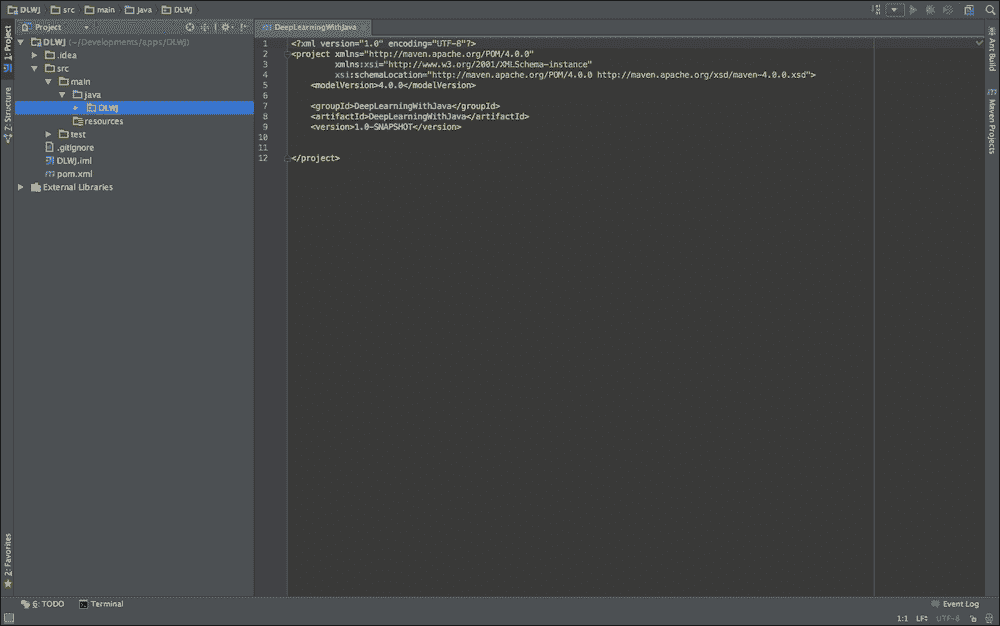 DLWJ src main java DLWJ
Project
DeepLearningWithJava
1: Project
7: Structure
2: Favorites
DLWJ (~/Developments/apps/DLWJ)
.idea
src
main
java
DLWJ
resources
test
.gitignore
DLWJ.iml
pom.xml
External Libraries
1 <?xml version="1.0" encoding="UTF-8"?>
2 <project xmlns="http://maven.apache.org/POM/4.0.0"
3 xmlns:xsi="http://www.w3.org/2001/XMLSchema-instance"
4 xsi:schemaLocation="http://maven.apache.org/POM/4.0.0 http://maven.apache.org/xsd/maven-4.0.0.xsd">
5 <modelVersion>4.0.0</modelVersion>
6
7 <groupId>DeepLearningWithJava</groupId>
8 <artifactId>DeepLearningWithJava</artifactId>
9 <version>1.0-SNAPSHOT</version>
10
11
12 </project>
Ant Build
Maven Projects
6: TODO Terminal
Event Log
1:1 LF÷ UTF-8